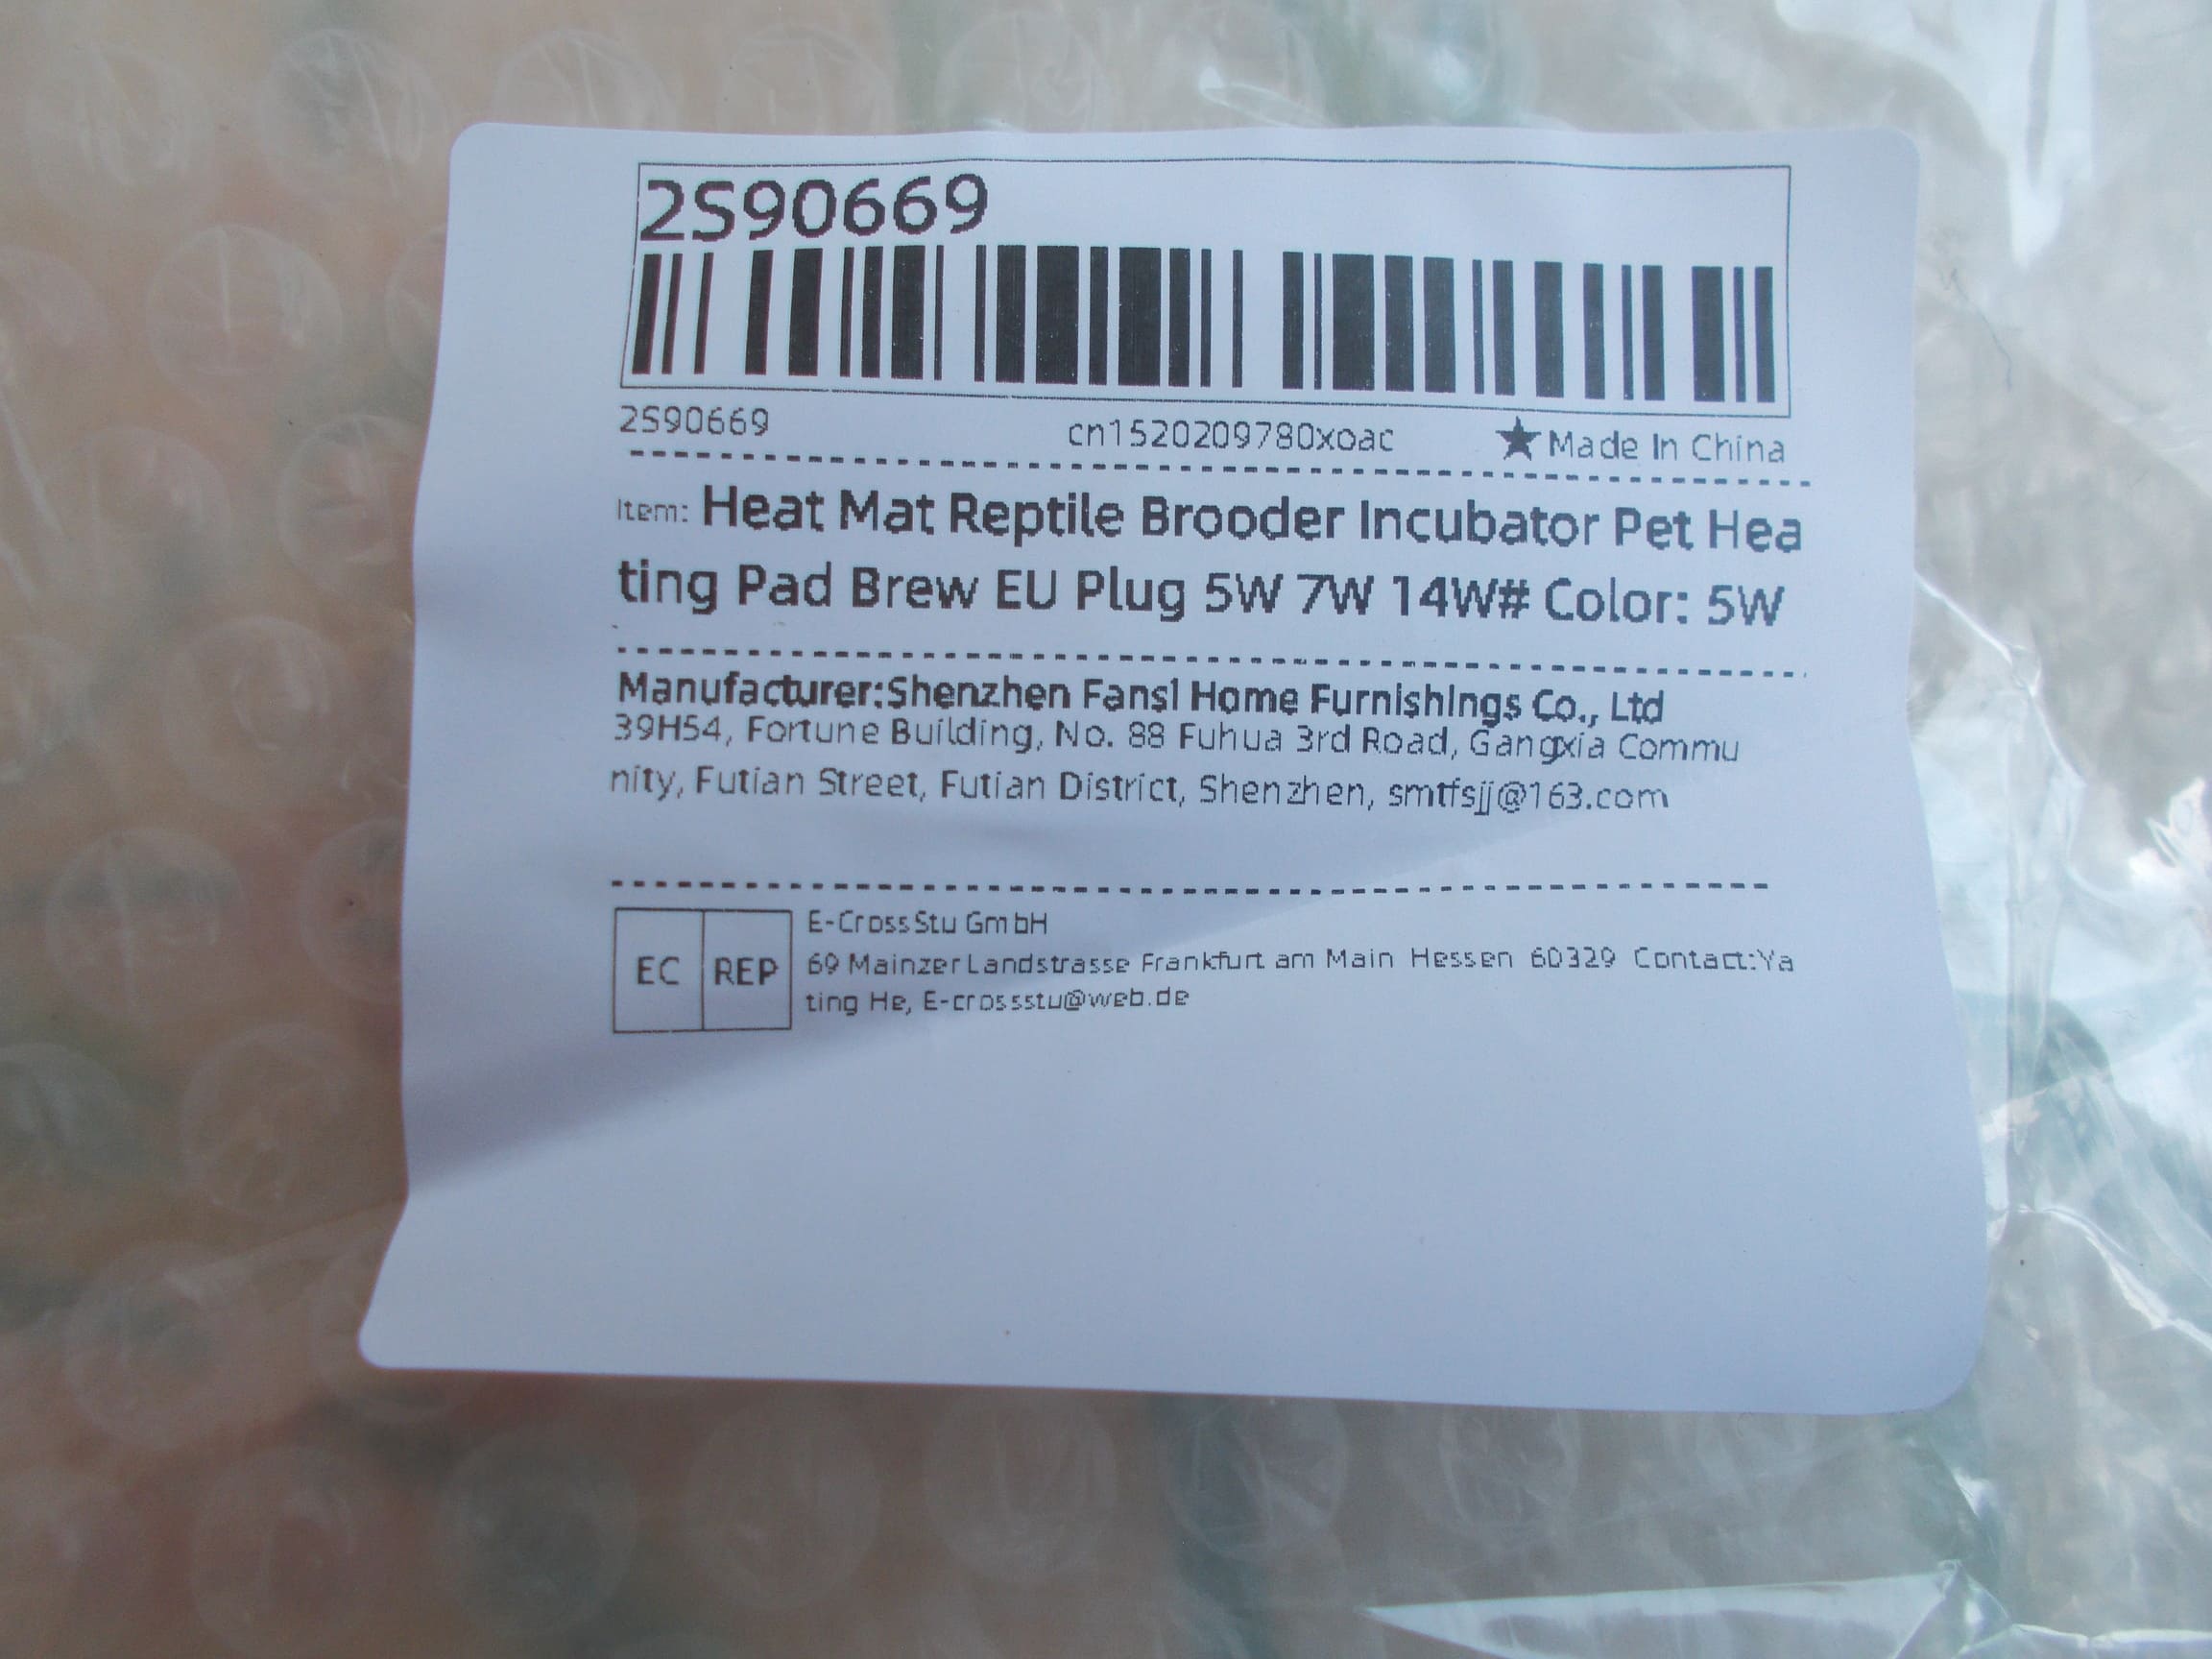 2S90669
2S90669 cn1520209780xoac ★Made In China
Item: Heat Mat Reptile Brooder Incubator Pet Hea
ting Pad Brew EU Plug 5W 7W 14W# Color: 5W
Manufacturer:Shenzhen Fansl Home Furnishlngs Co., Ltd
39H54, Fortune Building, No. 88 Fuhua 3rd Road, Gangxia Commu
nity, Futian Street, Futian District, Shenzhen, smtfsjj@163.com
EC REP
E-CrossStu GmbH
69 Mainzer Landstrasse Frankfurt am Main Hessen 60329 Contact:Ya
ting He, E-crossstu@web.de